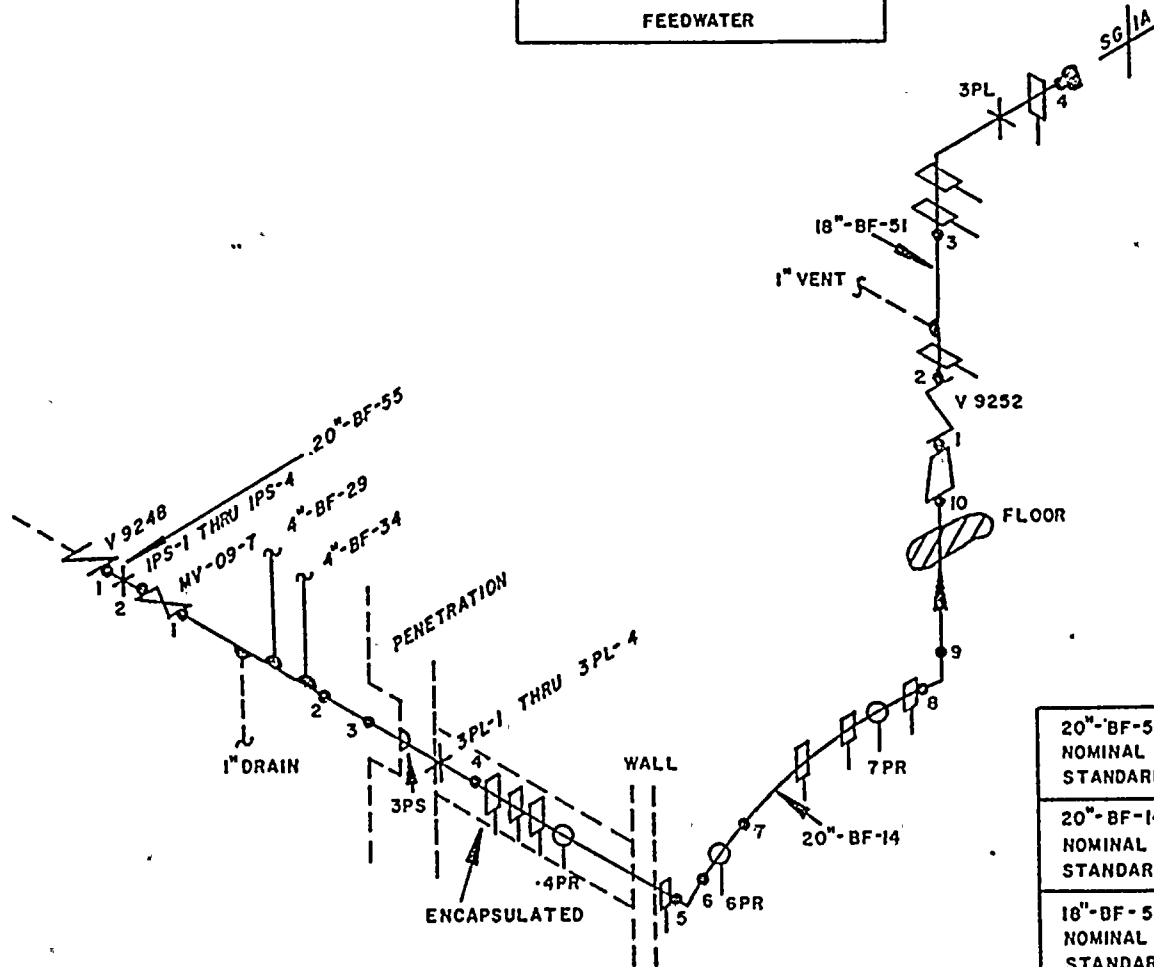 FEEDWATER
SG 1A
3PL
4
3
18"-BF-51
1" VENT
2
V 9252
1
10
FLOOR
20"-BF-55
V 9248
1PS-1 THRU 1PS-4
4"-BF-29
MV-09-7
4"-BF-34
1
2
1
PENETRATION
2
3
1" DRAIN
3PS
3PL-1 THRU 3PL-4
4
4PR
ENCAPSULATED
WALL
5
6
6PR
7
20"-BF-14
7PR
8
9
20"-BF-5
NOMINAL
STANDAR
20"-BF-14
NOMINAL
STANDAR
18"-BF-5
NOMINAL
STANDAR